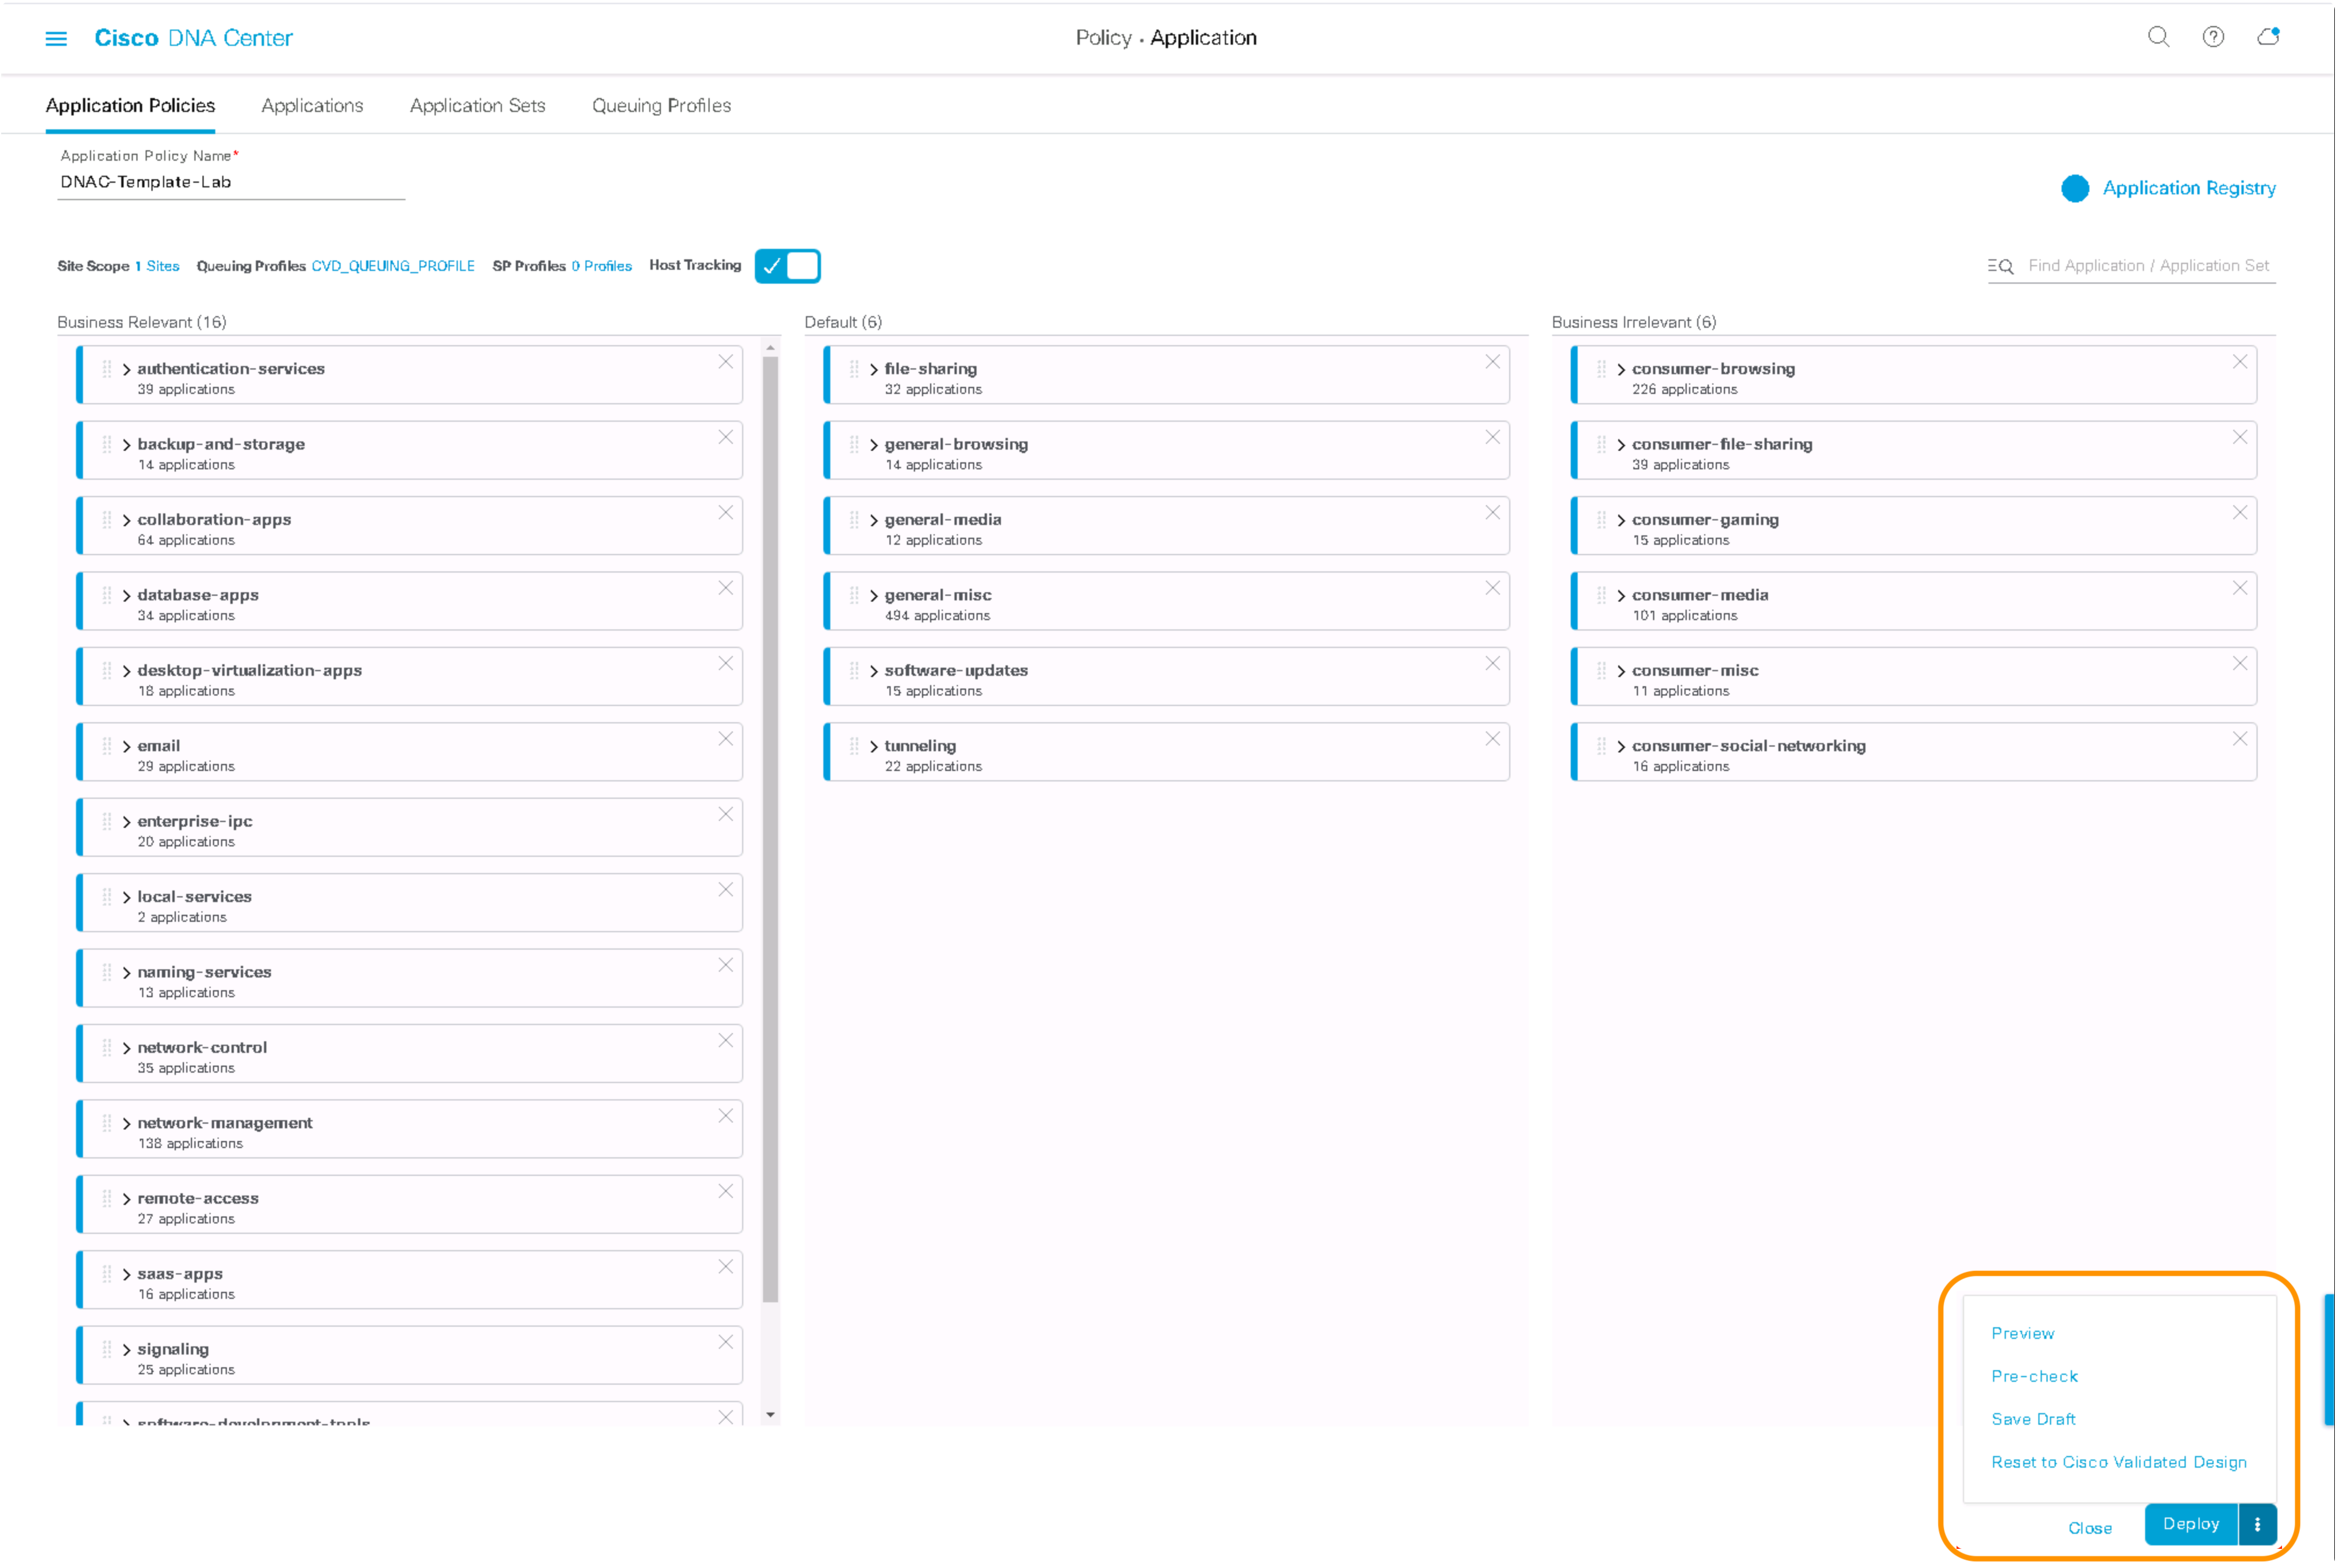 Cisco DNA Center
Policy · Application
Application Policies Applications Application Sets Queuing Profiles
Application Policy Name*
DNAC-Template-Lab
Application Registry
Site Scope 1 Sites Queuing Profiles CVD_QUEUING_PROFILE SP Profiles 0 Profiles Host Tracking
Find Application / Application Set
Business Relevant (16)
authentication-services
39 applications
backup-and-storage
14 applications
collaboration-apps
64 applications
database-apps
34 applications
desktop-virtualization-apps
18 applications
email
29 applications
enterprise-ipc
20 applications
local-services
2 applications
naming-services
13 applications
network-control
35 applications
network-management
138 applications
remote-access
27 applications
saas-apps
16 applications
signaling
25 applications
software-development-tools
Default (6)
file-sharing
32 applications
general-browsing
14 applications
general-media
12 applications
general-misc
494 applications
software-updates
15 applications
tunneling
22 applications
Business Irrelevant (6)
consumer-browsing
226 applications
consumer-file-sharing
39 applications
consumer-gaming
15 applications
consumer-media
101 applications
consumer-misc
11 applications
consumer-social-networking
16 applications
Preview
Pre-check
Save Draft
Reset to Cisco Validated Design
Close Deploy